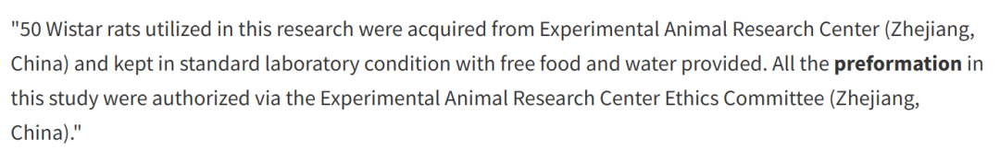 "50 Wistar rats utilized in this research were acquired from Experimental Animal Research Center (Zhejiang,
China) and kept in standard laboratory condition with free food and water provided. All the preformation in
this study were authorized via the Experimental Animal Research Center Ethics Committee (Zhejiang,
China)."